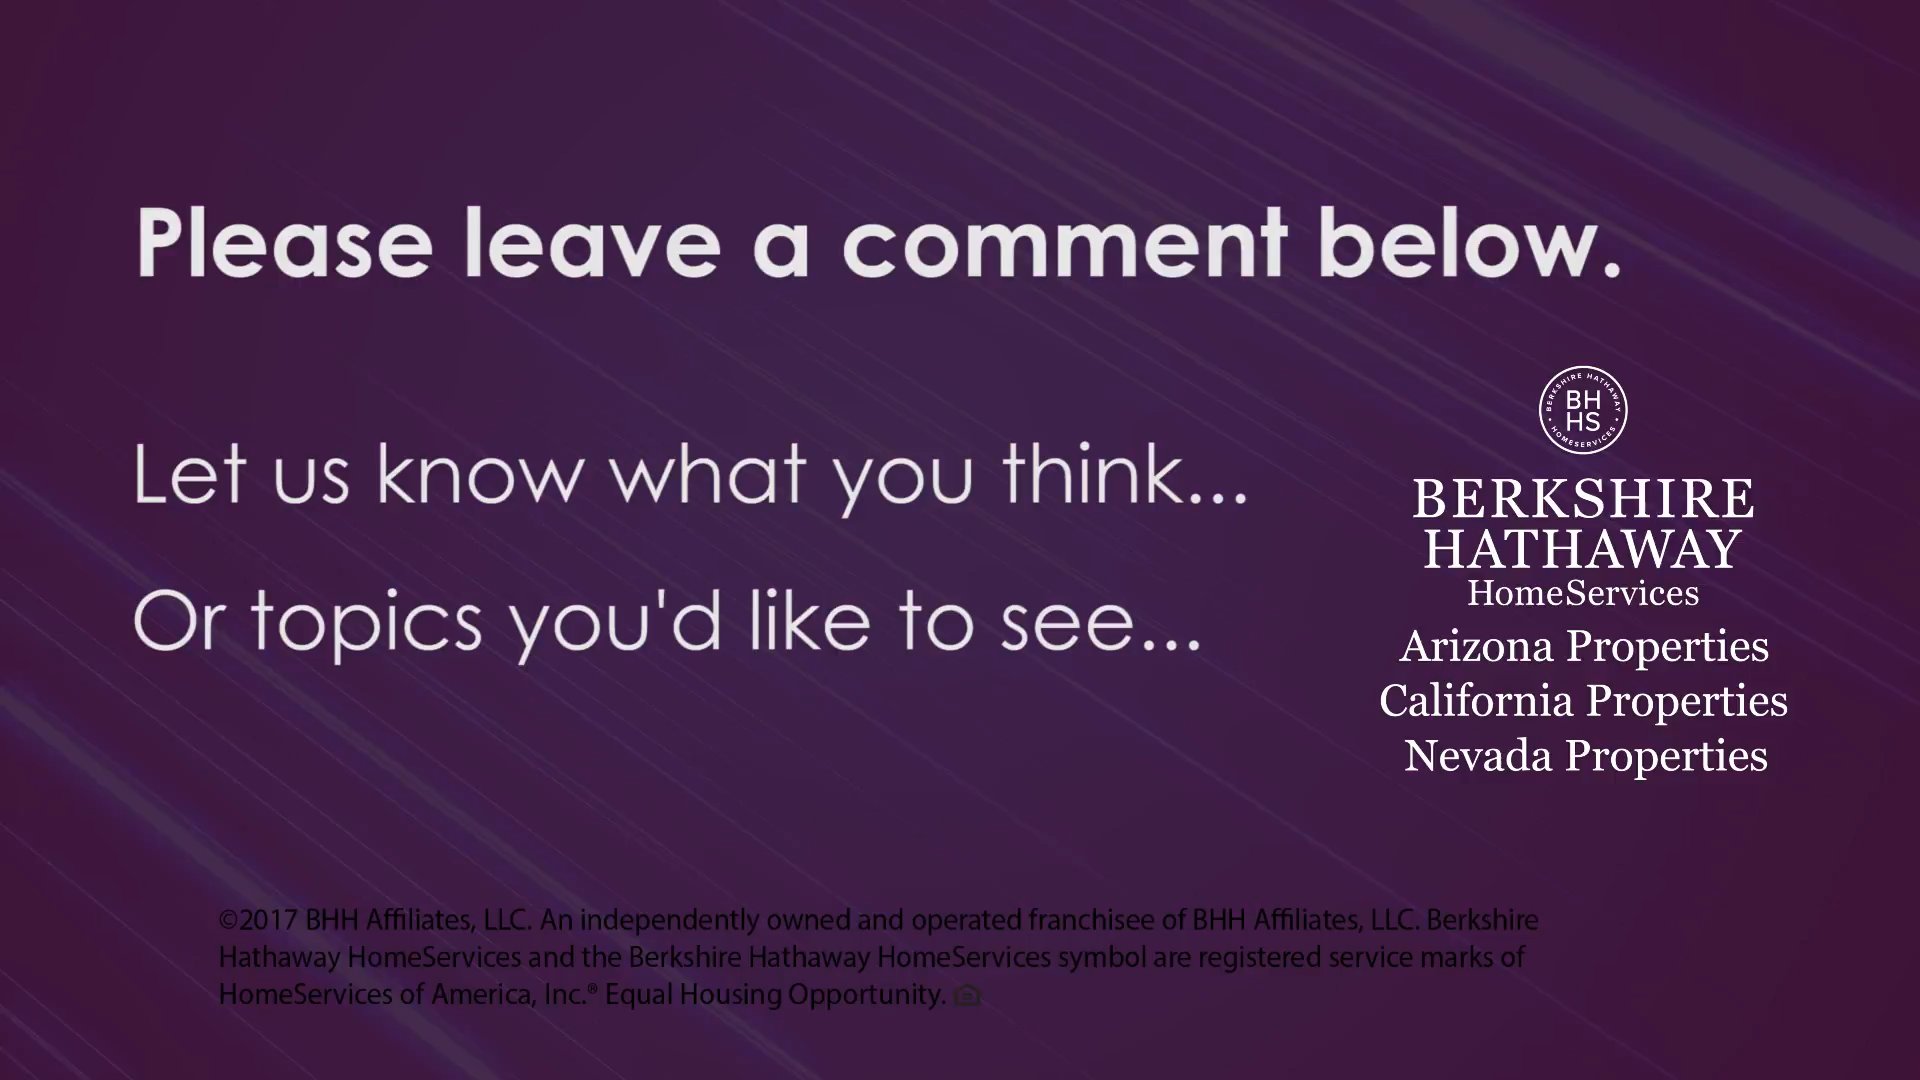 Please leave a comment below.
Let us know what you think...
Or topics you'd like to see...
BERKSHIRE HATHAWAY
BH
HS
HOMESERVICES
BERKSHIRE
HATHAWAY
HomeServices
Arizona Properties
California Properties
Nevada Properties
©2017 BHH Affiliates, LLC. An independently owned and operated franchisee of BHH Affiliates, LLC. Berkshire
Hathaway HomeServices and the Berkshire Hathaway HomeServices symbol are registered service marks of
HomeServices of America, Inc.® Equal Housing Opportunity.